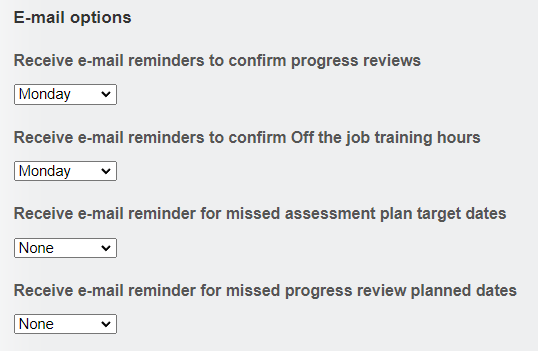 E-mail options
Receive e-mail reminders to confirm progress reviews
Monday
Receive e-mail reminders to confirm Off the job training hours
Monday
Receive e-mail reminder for missed assessment plan target dates
None
Receive e-mail reminder for missed progress review planned dates
None